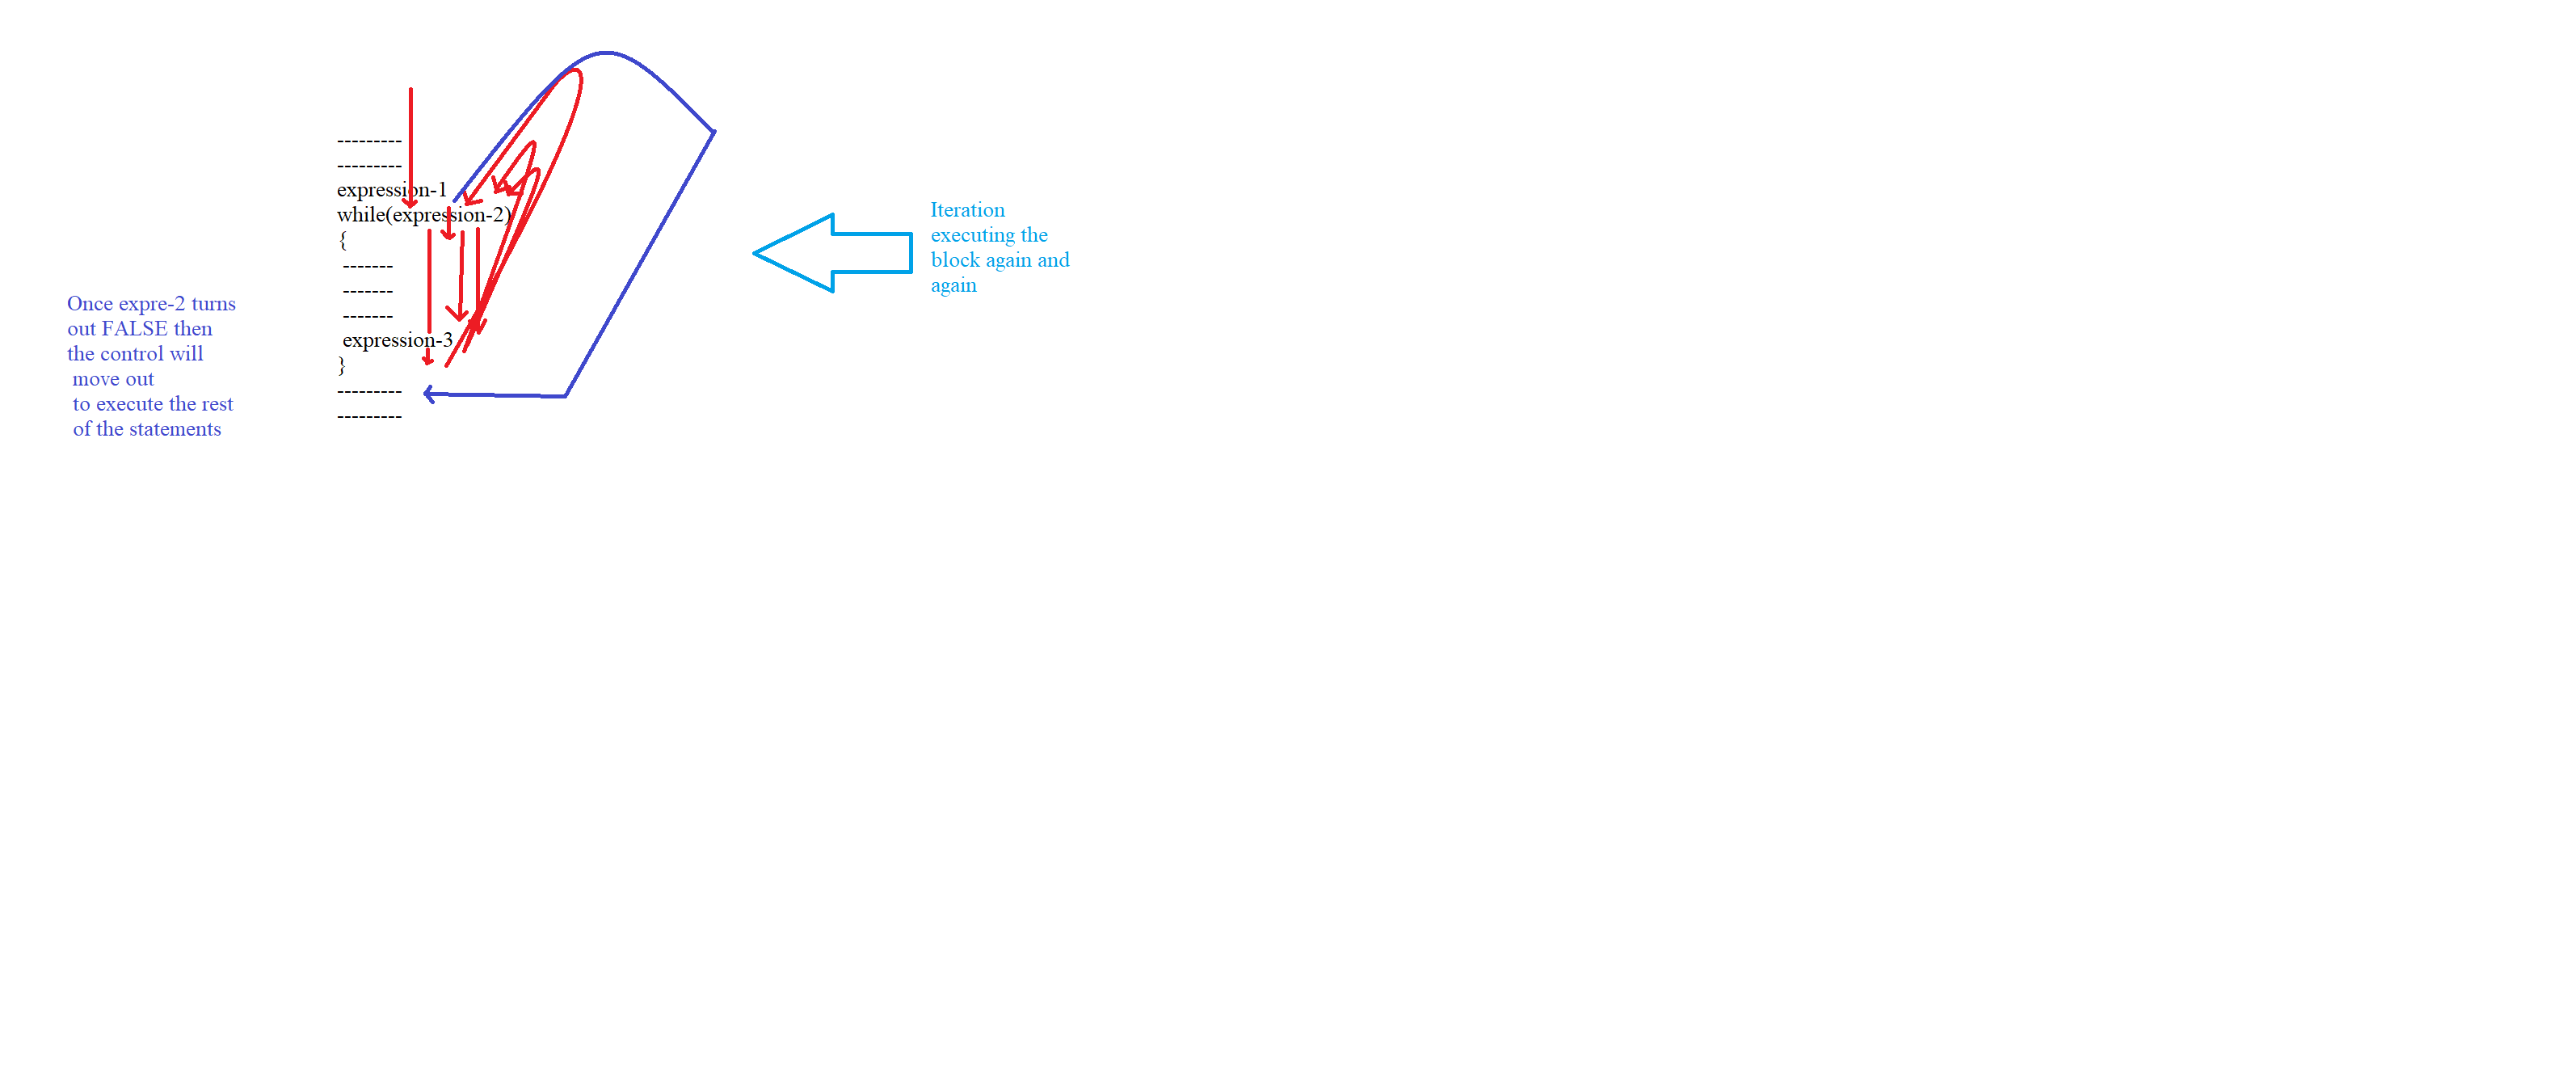 ---------
---------
expression-1
while(expression-2)
{
-------
-------
-------
expression-3
}
---------
---------
Once expre-2 turns
out FALSE then
the control will
move out
to execute the rest
of the statements
Iteration
executing the
block again and
again